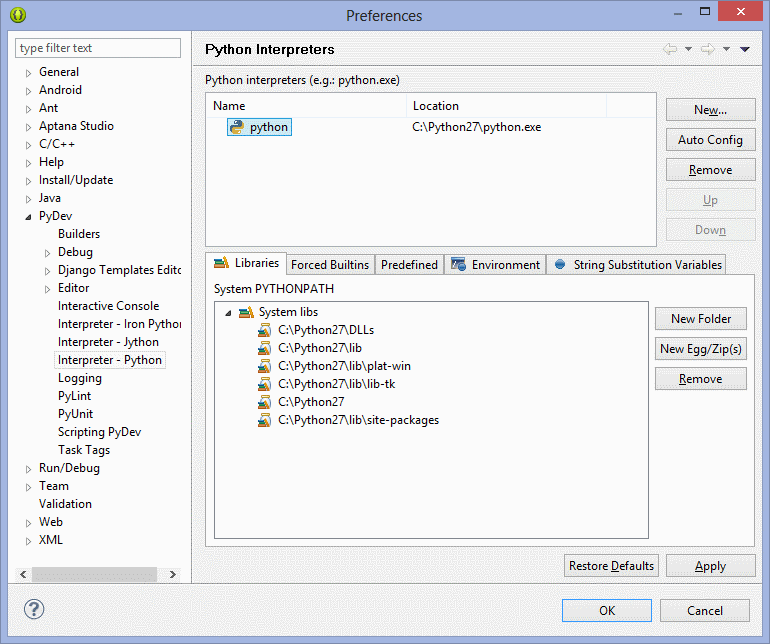 Preferences
type filter text
General
Android
Ant
Aptana Studio
C/C++
Help
Install/Update
Java
PyDev
Builders
Debug
Django Templates Edito
Editor
Interactive Console
Interpreter - Iron Python
Interpreter - Jython
Interpreter - Python
Logging
PyLint
PyUnit
Scripting PyDev
Task Tags
Run/Debug
Team
Validation
Web
XML
Python Interpreters
Python interpreters (e.g.: python.exe)
Name Location
python C:\Python27\python.exe
New...
Auto Config
Remove
Up
Down
Libraries Forced Builtins Predefined Environment String Substitution Variables
System PYTHONPATH
System libs
C:\Python27\DLLs
C:\Python27\lib
C:\Python27\lib\plat-win
C:\Python27\lib\lib-tk
C:\Python27
C:\Python27\lib\site-packages
New Folder
New Egg/Zip(s)
Remove
Restore Defaults Apply
? OK Cancel